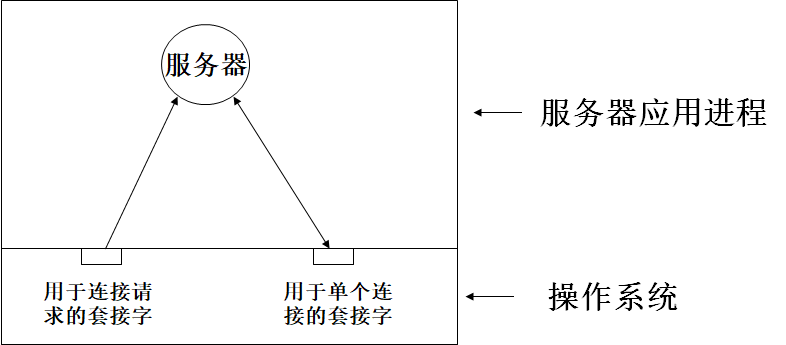 服务器
服务器应用进程
用于连接请
求的套接字
用于单个连
接的套接字
操作系统